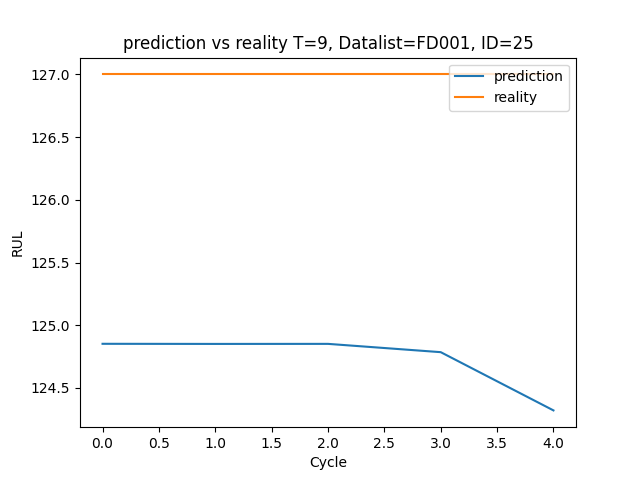 prediction vs reality T=9, Datalist=FD001, ID=25
127.0
126.5
126.0
125.5
125.0
124.5
RUL
prediction
reality
0.0 0.5 1.0 1.5 2.0 2.5 3.0 3.5 4.0
Cycle